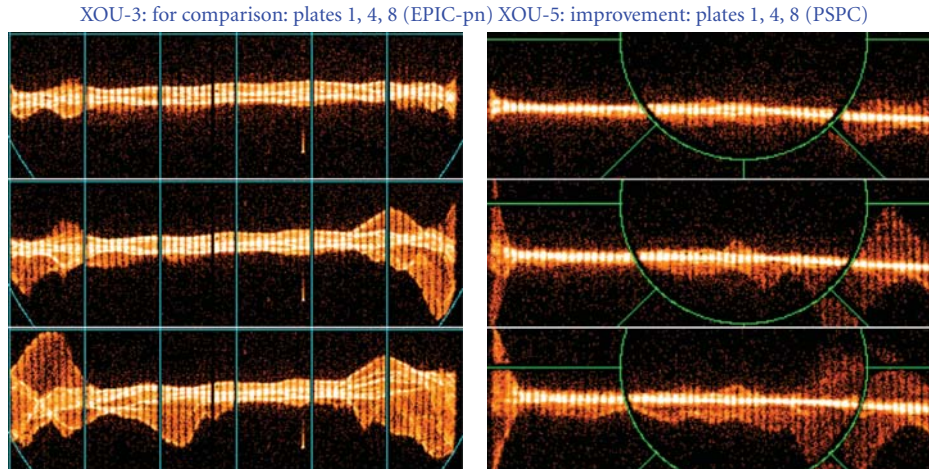 XOU-3: for comparison: plates 1, 4, 8 (EPIC-pn) XOU-5: improvement: plates 1, 4, 8 (PSPC)